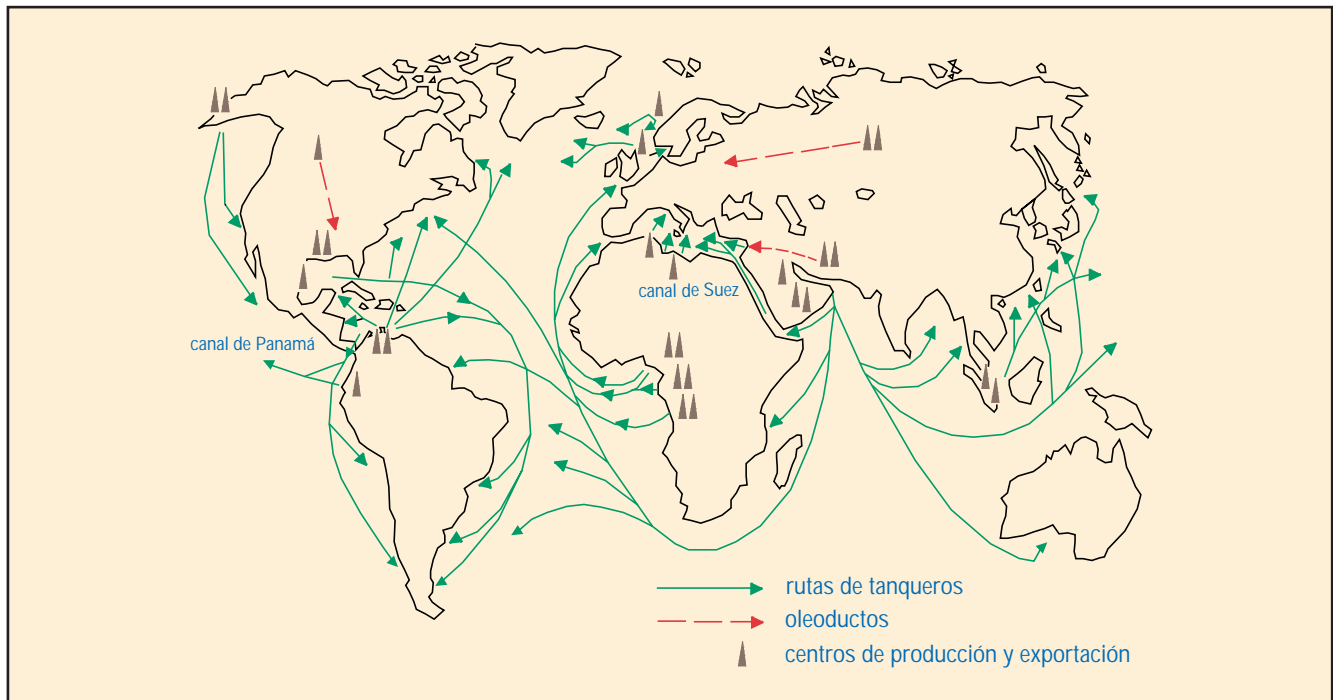 canal de Suez
canal de Panamá
rutas de tanqueros
oleoductos
centros de producción y exportación